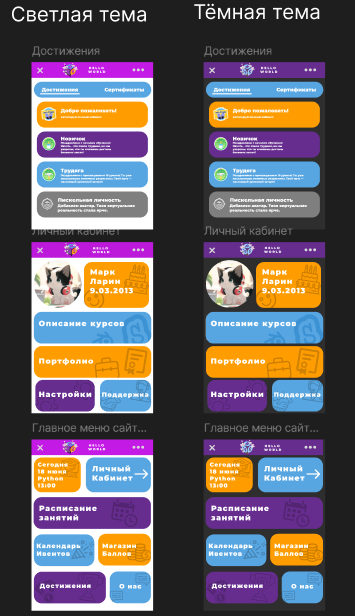 Светлая тема
Тёмная тема
Достижения
Достижения
HELLO
WORLD
HELLO
WORLD
Достижения
Сертификаты
Достижения
Сертификаты
Добро пожаловать!
Добро пожаловать!
Новичок
Новичок
Трудяга
Трудяга
Пиксельная личность
Добавлен аватар. Твоя виртуальная
реальность стала ярче.
Пиксельная личность
Добавлен аватар. Твоя виртуальная
реальность стала ярче.
Личный кабинет
Личный кабинет
HELLO
WORLD
HELLO
WORLD
Марк
Ларин
9.03.2013
Марк
Ларин
9.03.2013
Описание курсов
Описание курсов
Портфолио
Портфолио
Настройки
Поддержка
Настройки
Поддержка
Главное меню сайт...
Главное меню сайт...
HELLO
WORLD
HELLO
WORLD
Сегодня
18 июня
Python
13:00
Личный
Кабинет
Сегодня
18 июня
Python
13:00
Личный
Кабинет
Расписание
занятий
Расписание
занятий
Календарь
Ивентов
Магазин
Баллов
Календарь
Ивентов
Магазин
Баллов
Достижения
О нас
Достижения
О нас